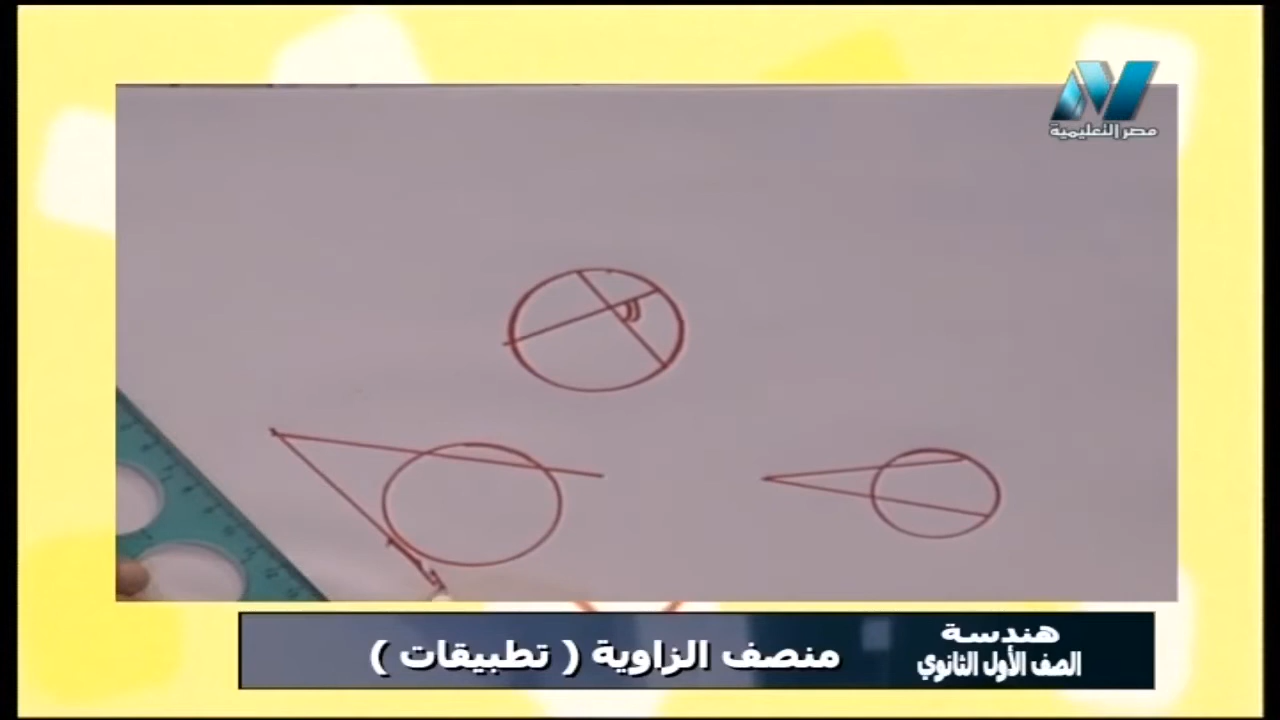 مصر التعليمية
هندسة
الصف الأول الثانوي
منصف الزاوية ( تطبيقات )